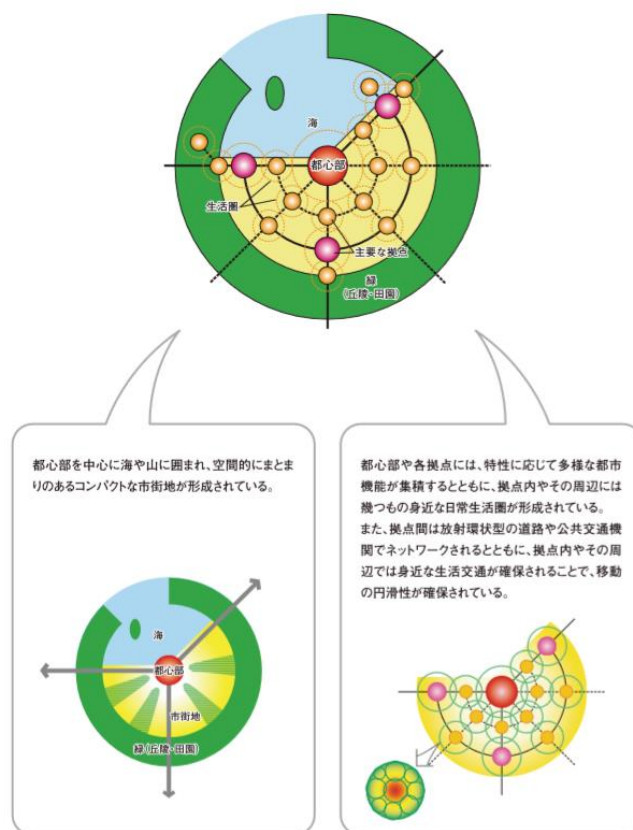 海
都心部
生活圏
主要な拠点
緑
(丘陵・田園)
都心部を中心に海や山に囲まれ、空間的にまとま
りのあるコンパクトな市街地が形成されている。
海
都心部
市街地
緑(丘陵・田園)
都心部や各拠点には、特性に応じて多様な都市
機能が集積するとともに、拠点内やその周辺には
幾つもの身近な日常生活圏が形成されている。
また、拠点間は放射環状型の道路や公共交通機
関でネットワークされるとともに、拠点内やその周
辺では身近な生活交通が確保されることで、移動
の円滑性が確保されている。